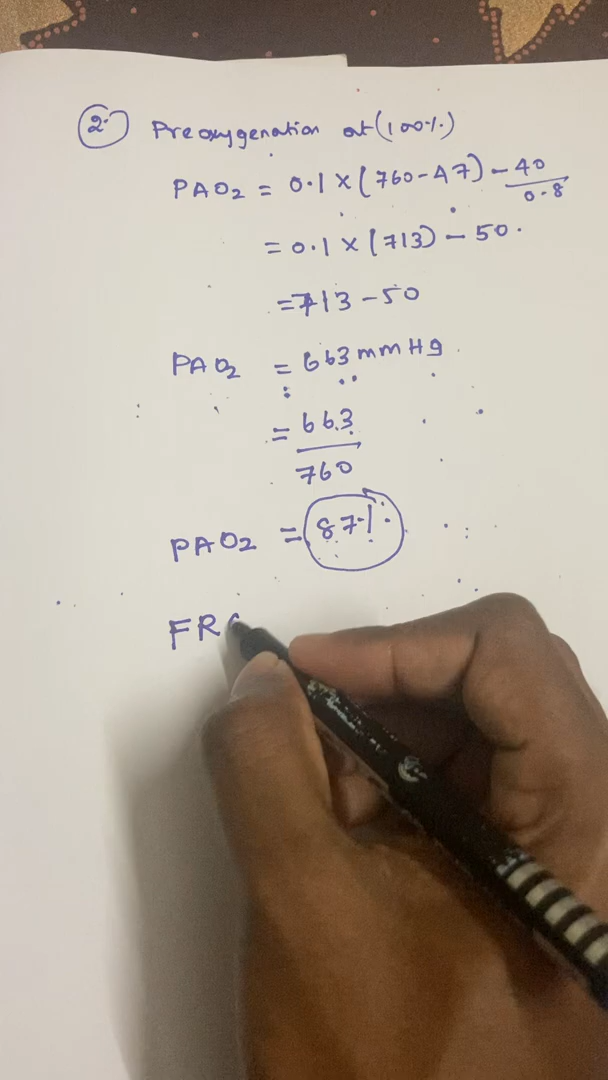 2. Preoxygenation at (100%)
PAO2 = 0.1 × (760-47) - 40/0.8
= 0.1 × (713) - 50.
= 713 - 50
PAO2 = 663 mmHg
= 663/760
PAO2 = 87%.
FRC